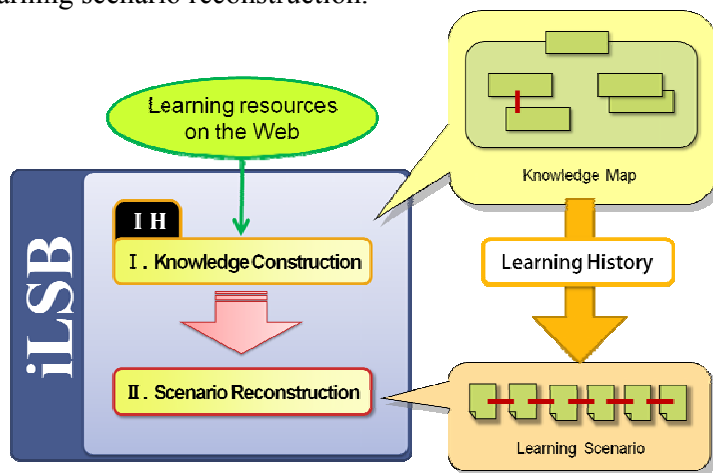 arning scenario reconstruction.
Learning resources
on the Web
Knowledge Map
I H
Ⅰ. Knowledge Construction
Learning History
iLSB
Ⅱ. Scenario Reconstruction
Learning Scenario